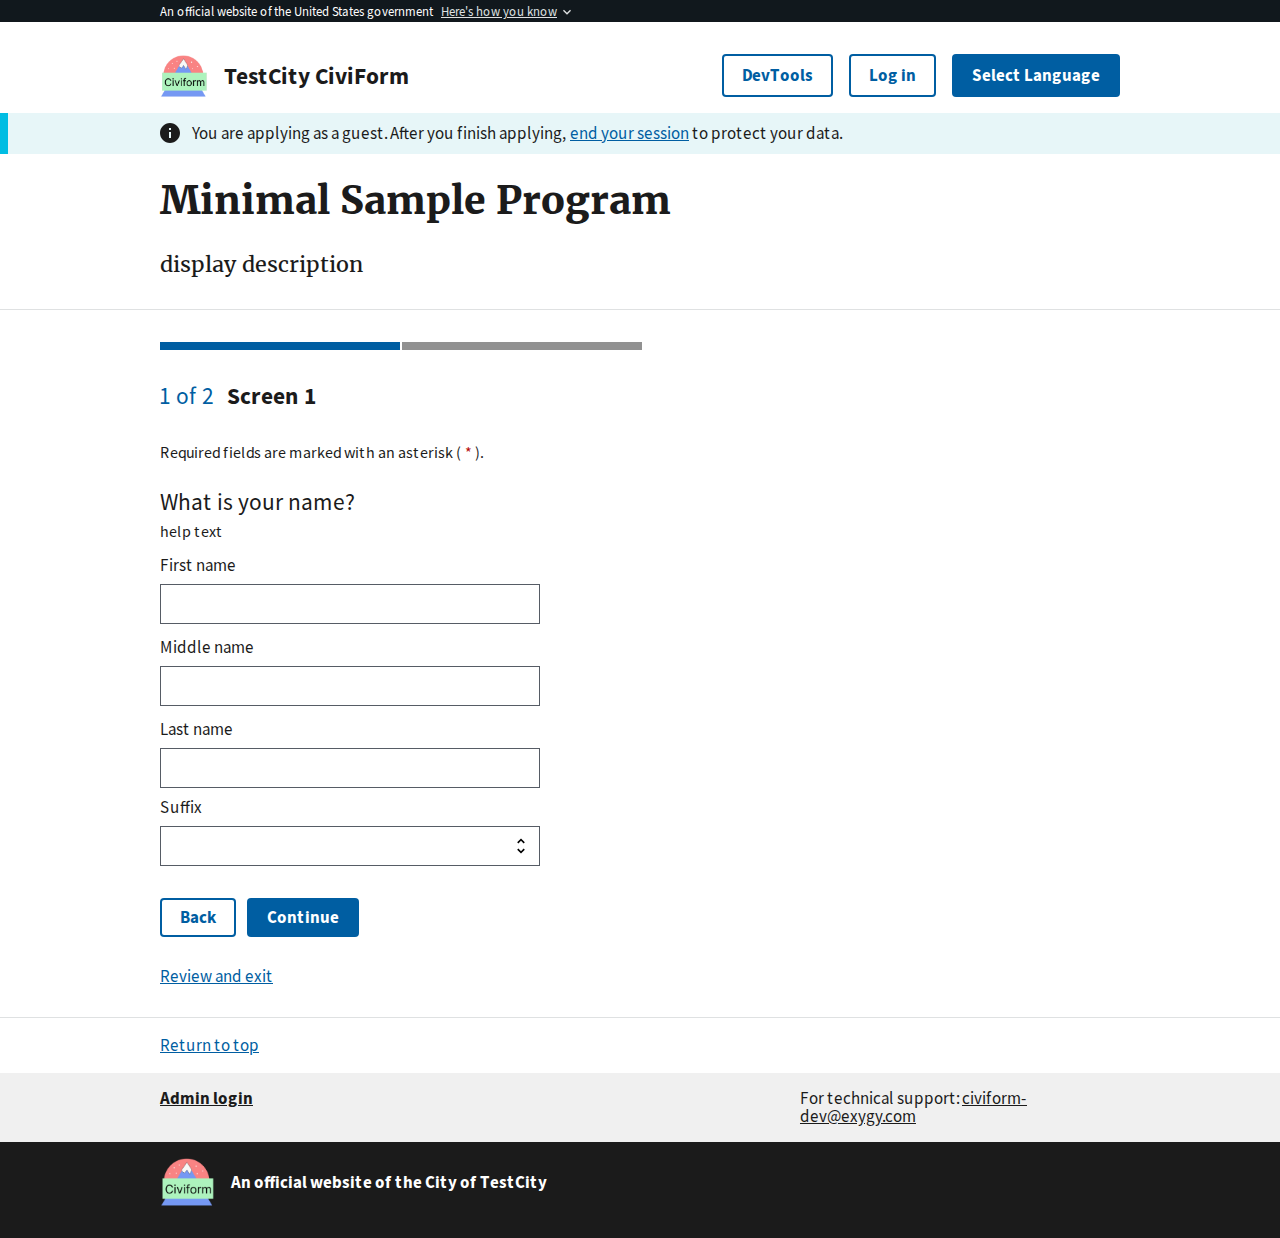 An official website of the United States government Here's how you know
Civiform
TestCity CiviForm
DevTools
Log in
Select Language
You are applying as a guest. After you finish applying, end your session to protect your data.
Minimal Sample Program
display description
1 of 2 Screen 1
Required fields are marked with an asterisk ( * ).
What is your name?
help text
First name
Middle name
Last name
Suffix
Back
Continue
Review and exit
Return to top
Admin login
For technical support: civiform-
dev@exygy.com
Civiform
An official website of the City of TestCity